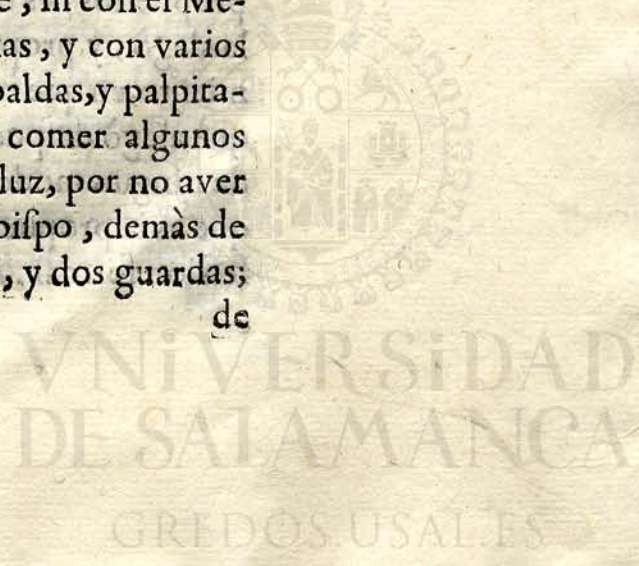 , ni con el Me-
as, y con varios
paldas,y palpita-
comer algunos
luz, por no aver
biſpo, demàs de
, y dos guardas;
de
VNiVERSiDAD
DE SALAMANCA
GREDOS.USAL.ES